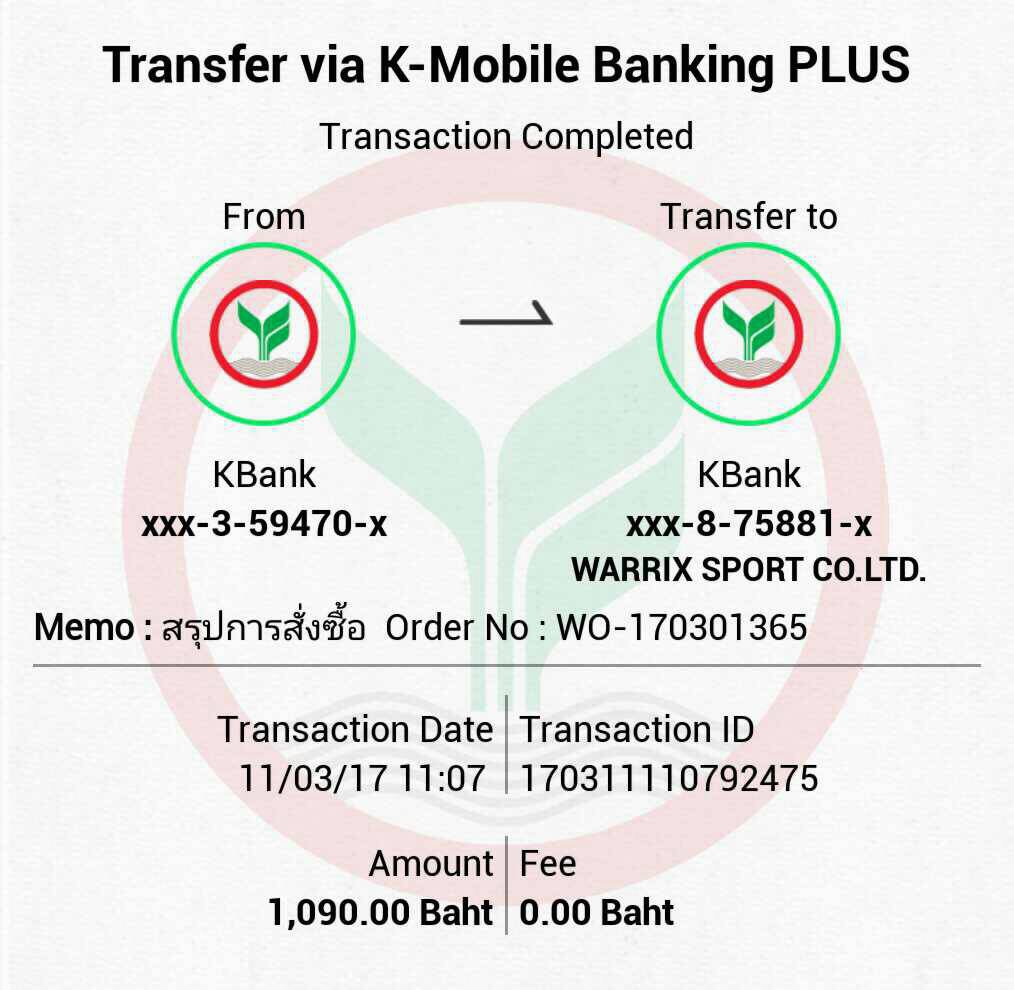 Transfer via K-Mobile Banking PLUS
Transaction Completed
From
Transfer to
KBank
KBank
xxx-3-59470-x
xxx-8-75881-x
WARRIX SPORT CO.LTD.
Memo : สรุปการสั่งซื้อ  Order No : WO-170301365
Transaction Date
Transaction ID
11/03/17 11:07
170311110792475
Amount
Fee
1,090.00 Baht
0.00 Baht